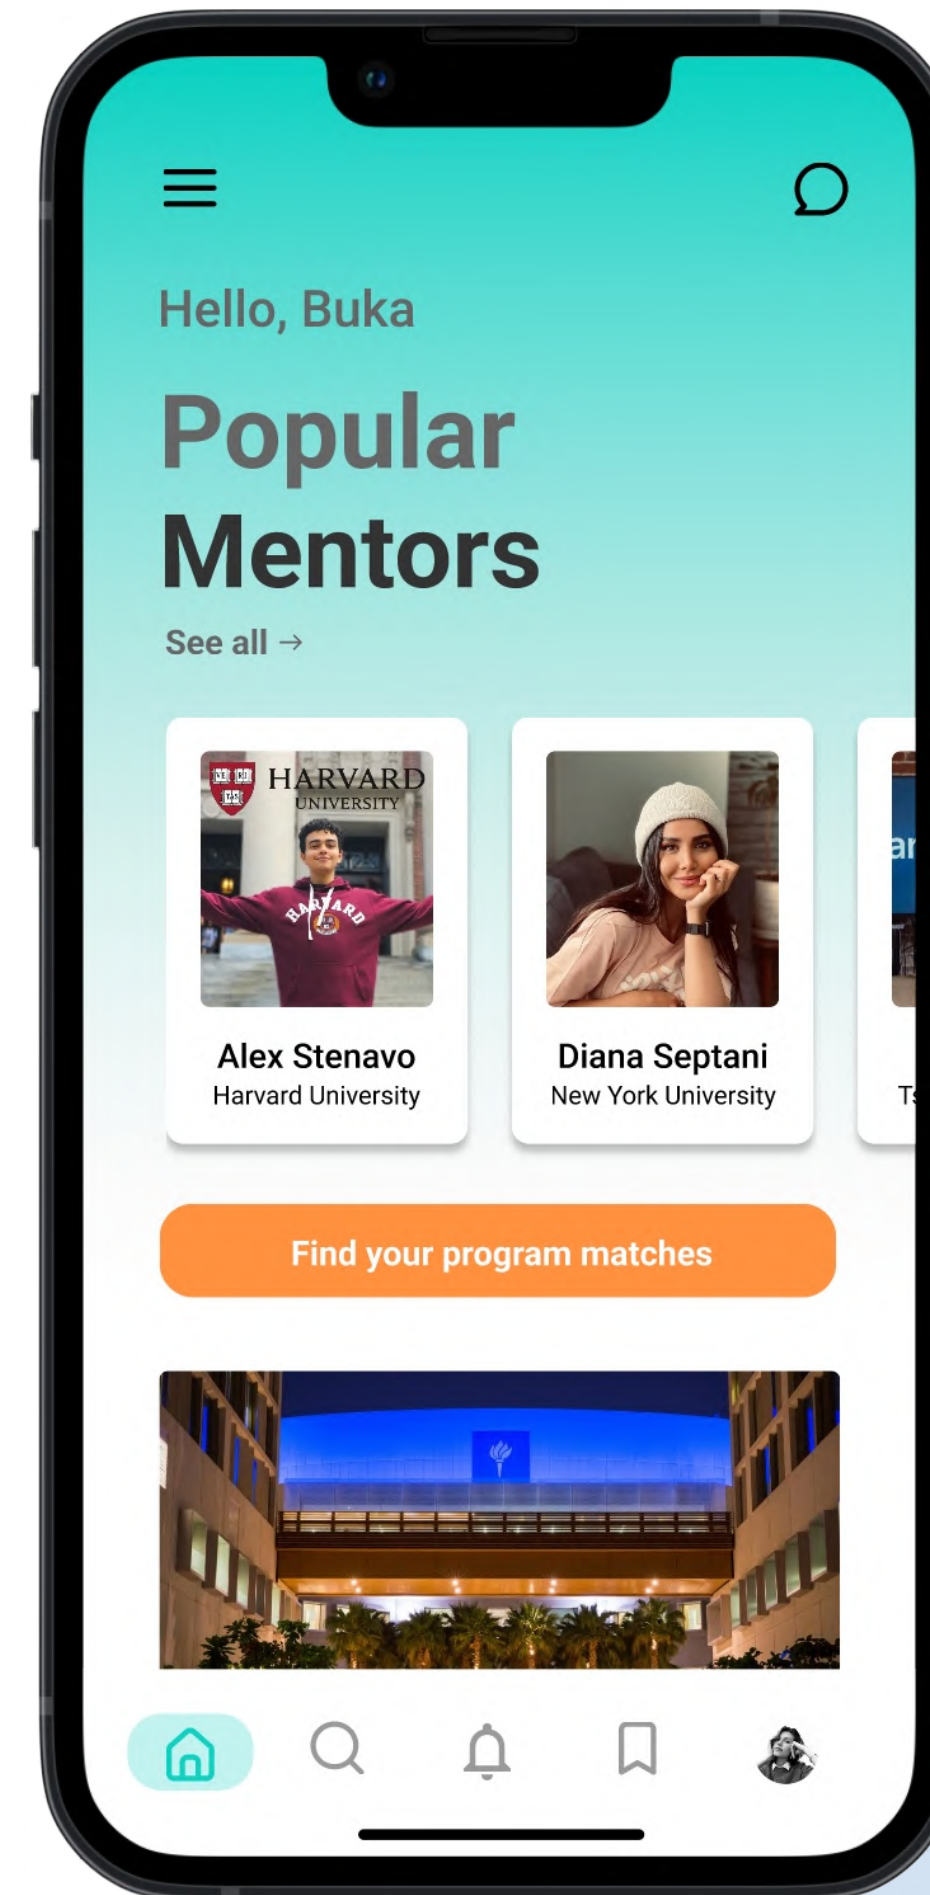 Hello, Buka
Popular
Mentors
See all →
HARVARD
UNIVERSITY
HARVARD
Alex Stenavo
Harvard University
Diana Septani
New York University
Find your program matches